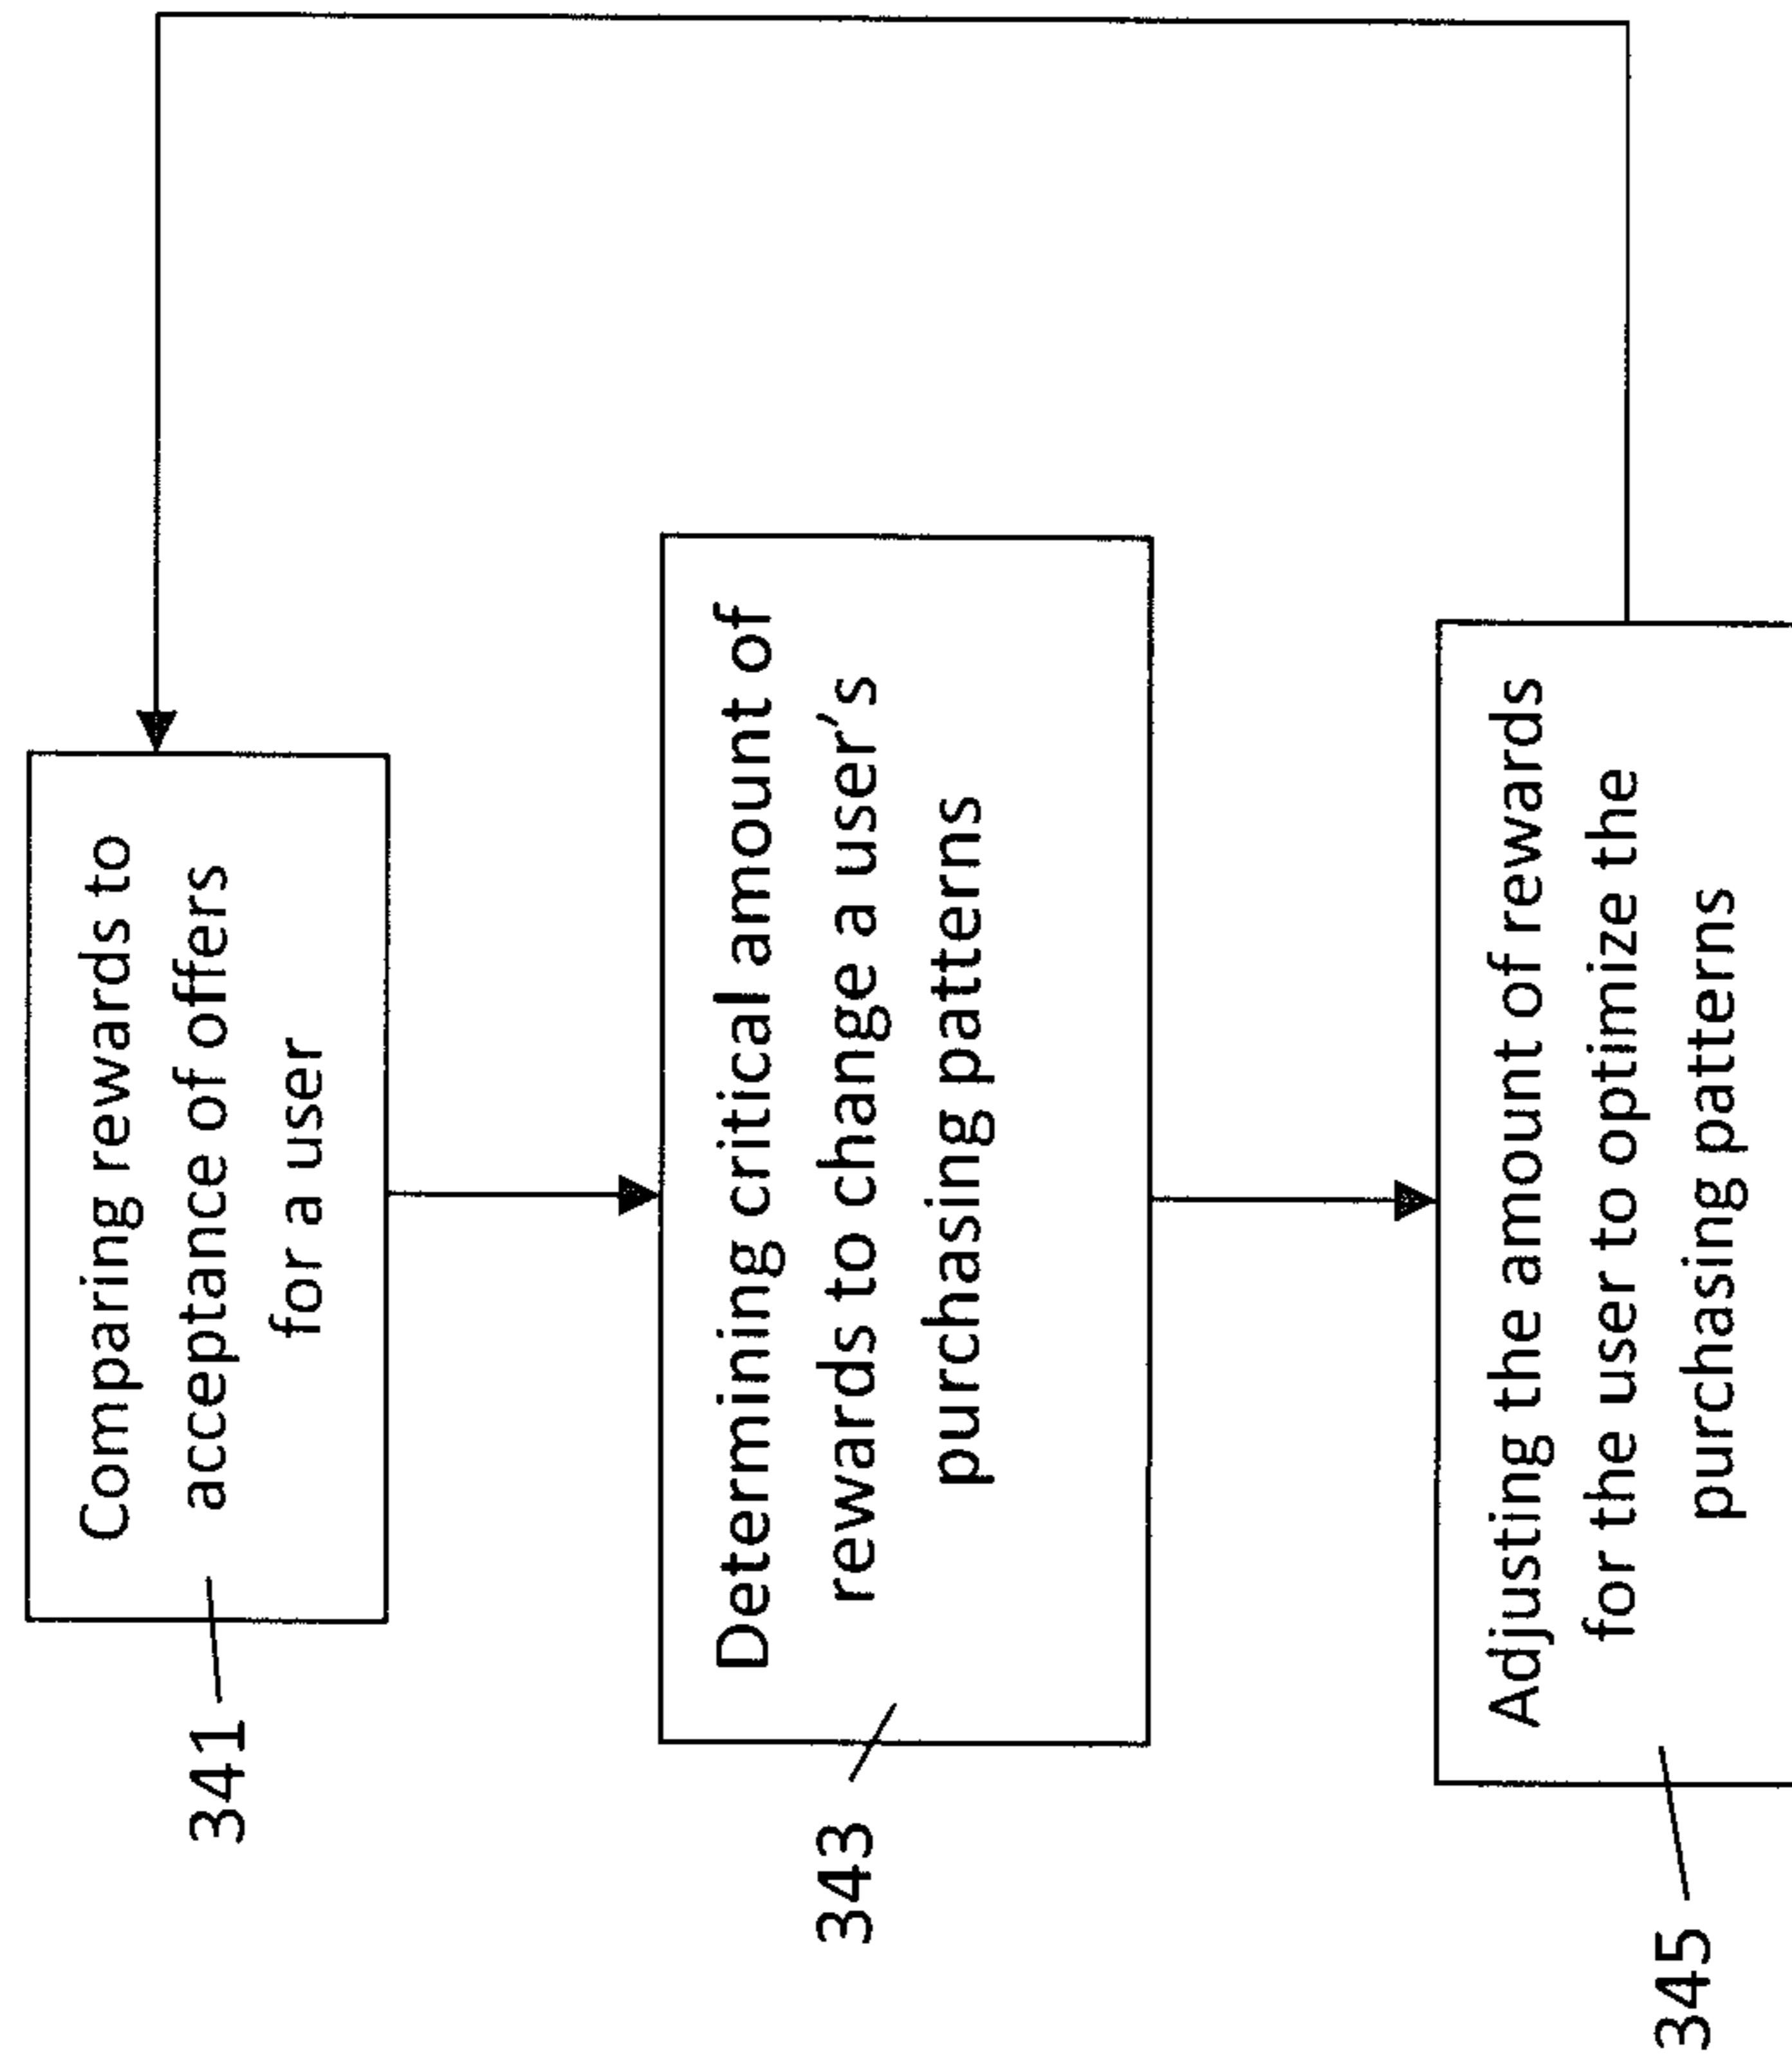 Comparing rewards to
acceptance of offers
for a user
341
Determining critical amount of
rewards to change a user's
purchasing patterns
343
Adjusting the amount of rewards
for the user to optimize the
purchasing patterns
345